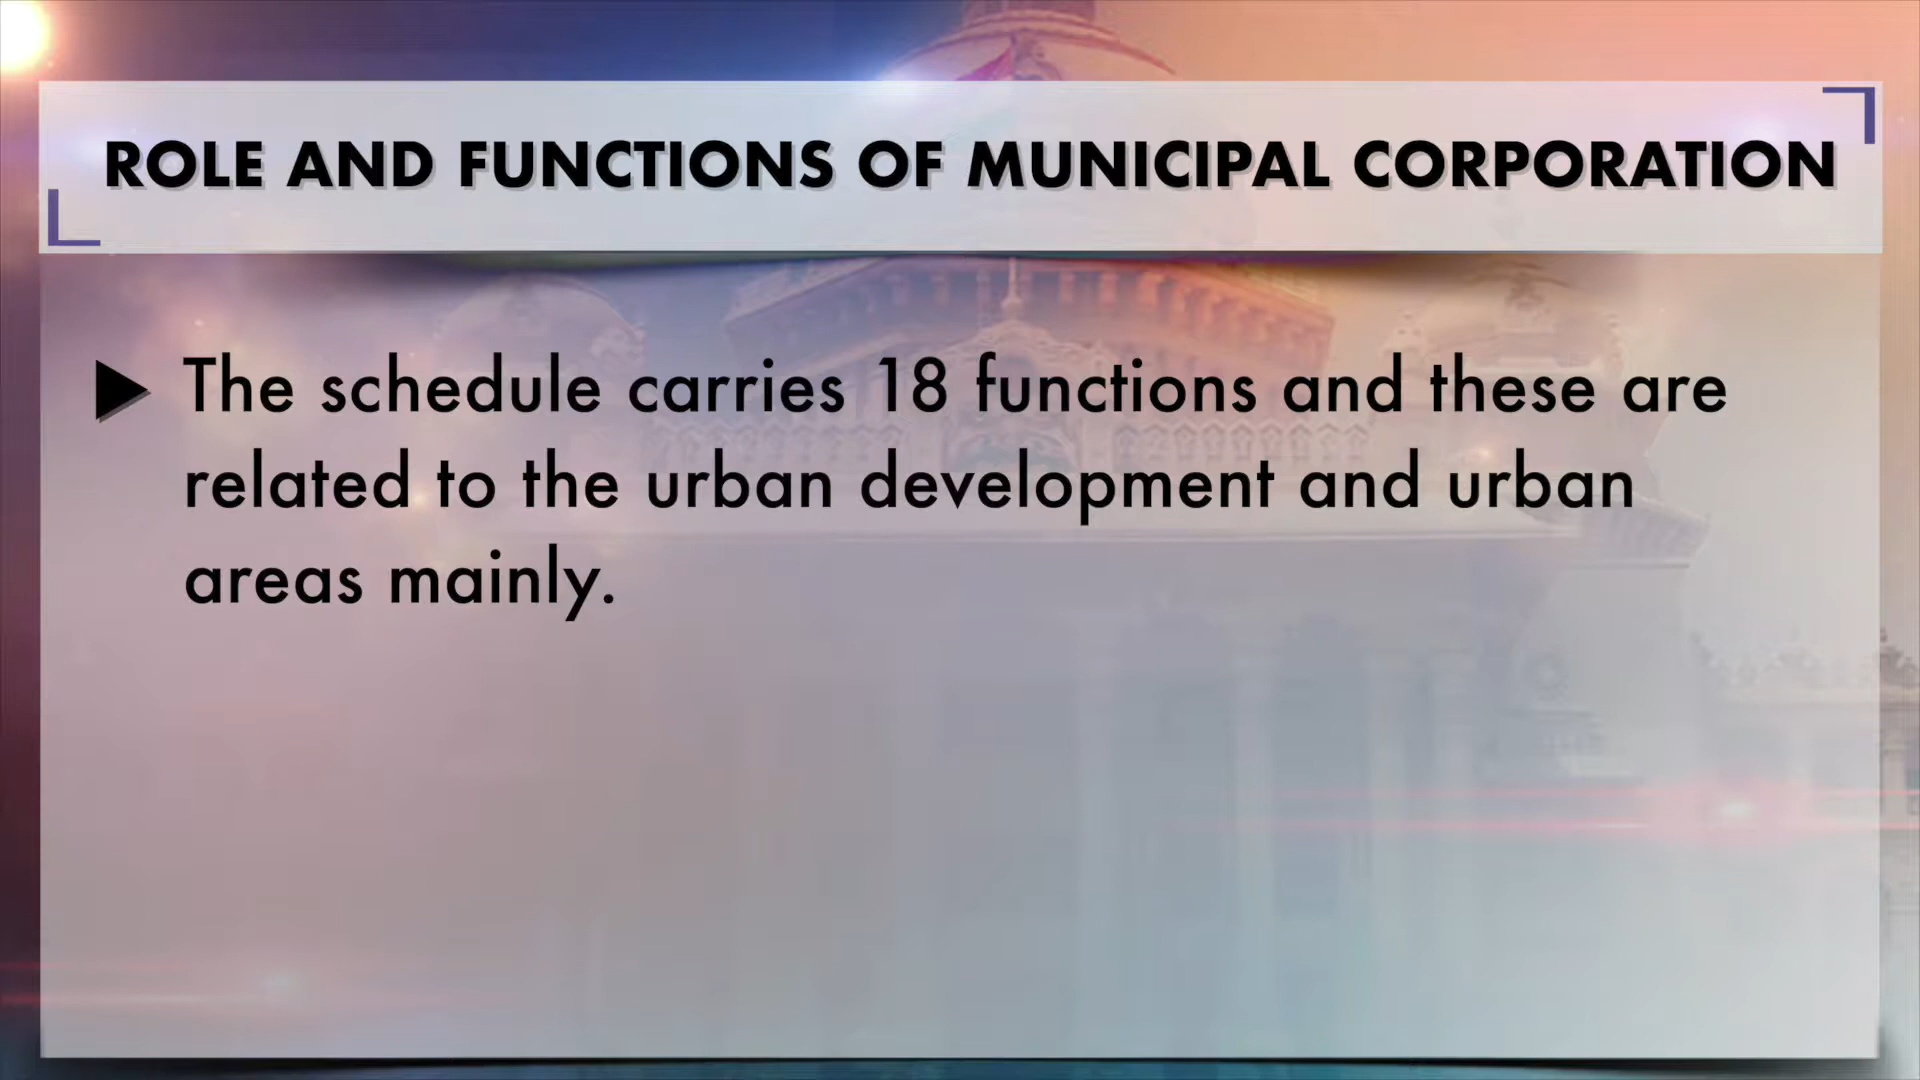 ROLE AND FUNCTIONS OF MUNICIPAL CORPORATION
The schedule carries 18 functions and these are
related to the urban development and urban
areas mainly.